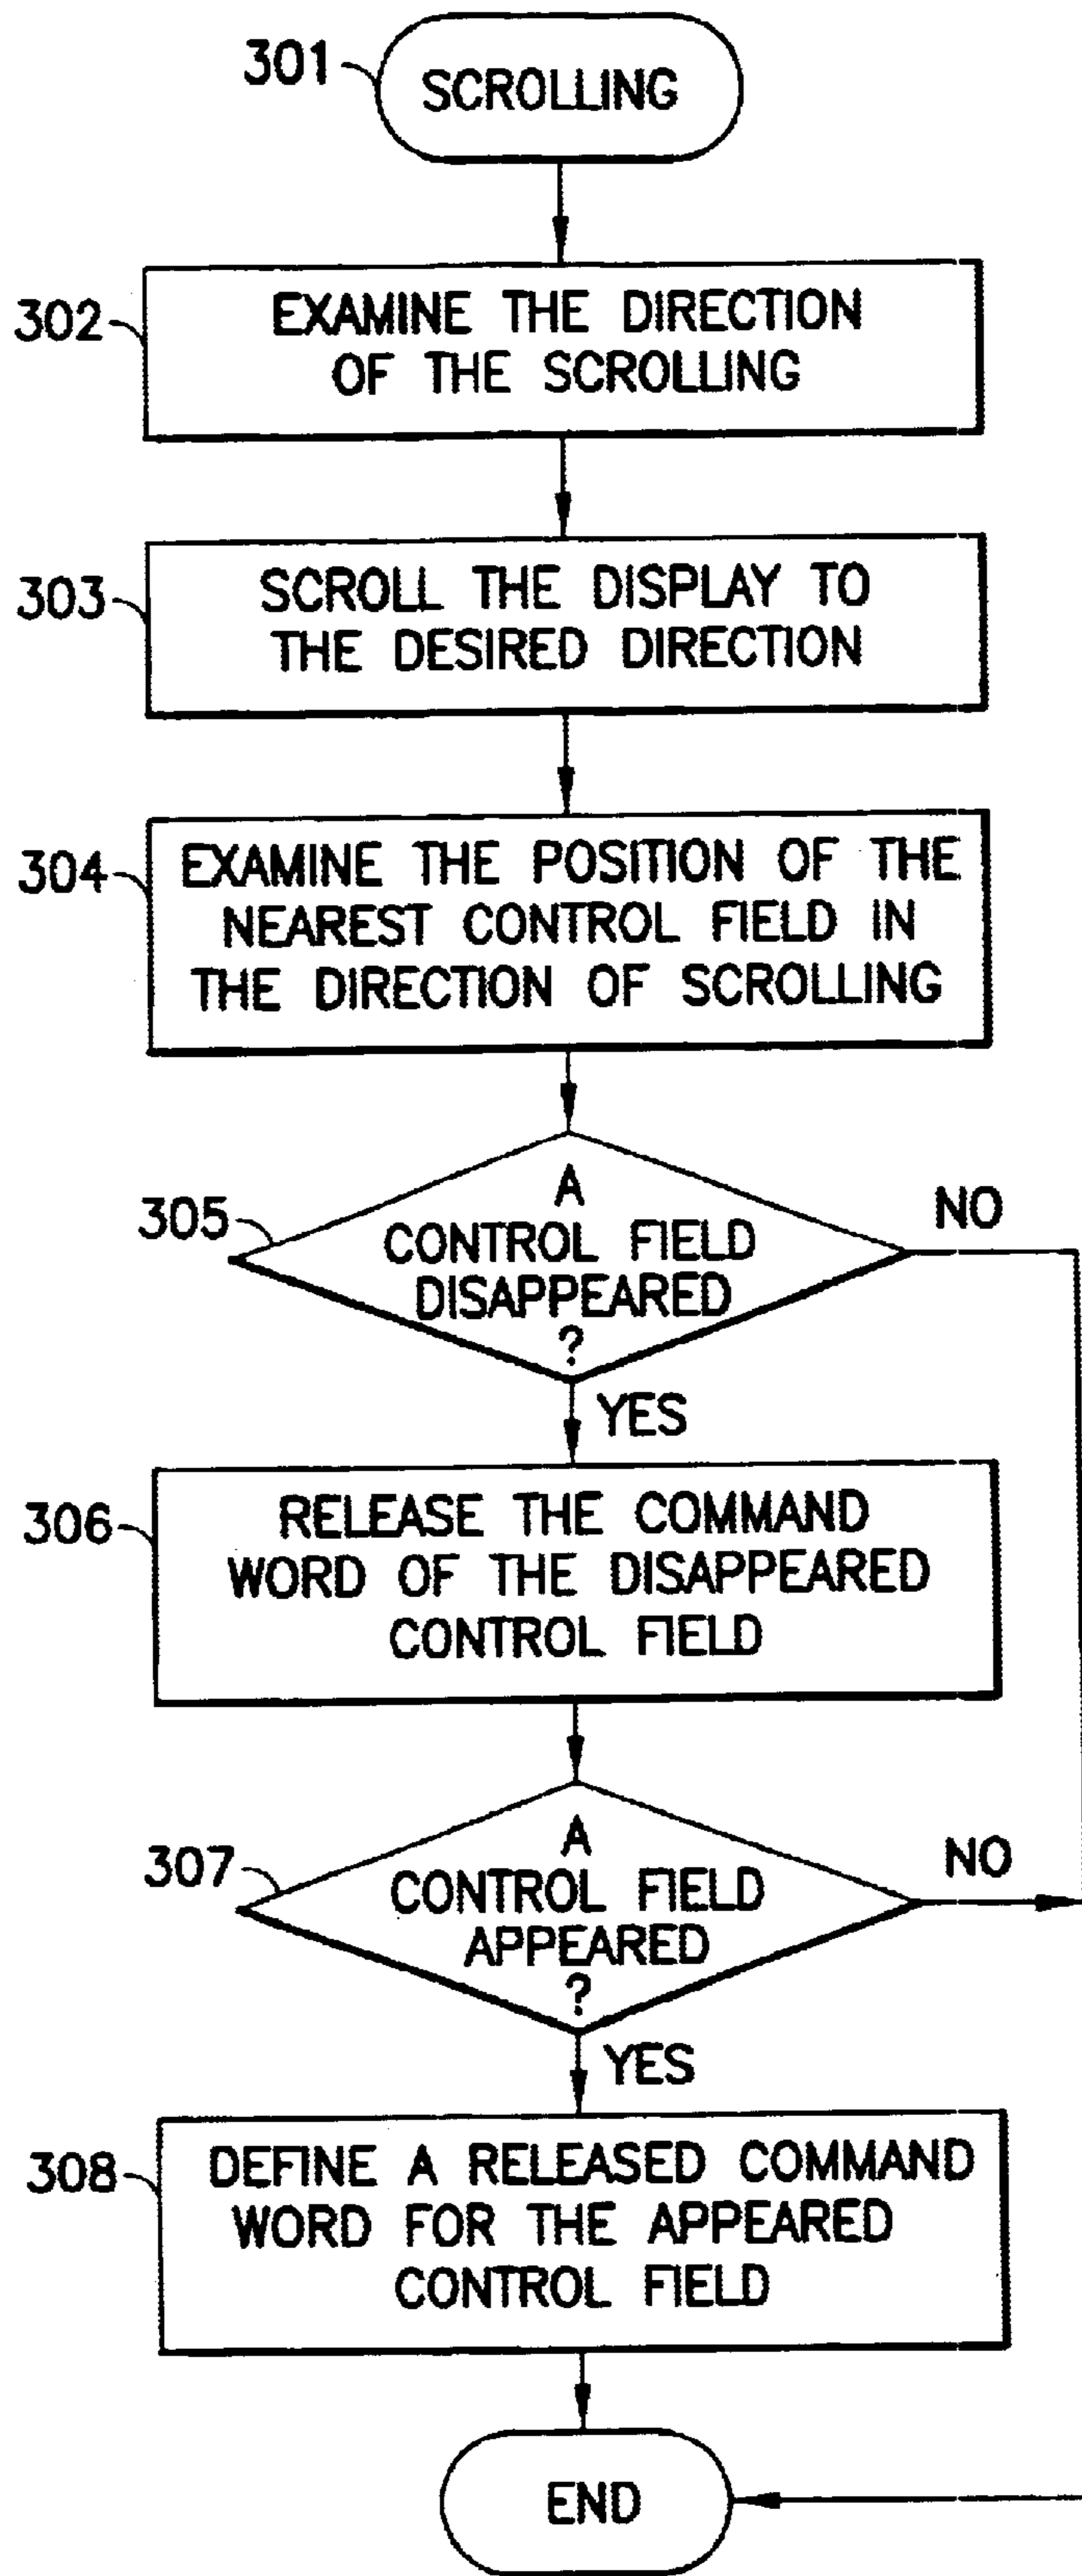 301
SCROLLING
302
EXAMINE THE DIRECTION
OF THE SCROLLING
303
SCROLL THE DISPLAY TO
THE DESIRED DIRECTION
304
EXAMINE THE POSITION OF THE
NEAREST CONTROL FIELD IN
THE DIRECTION OF SCROLLING
305
A
CONTROL FIELD
DISAPPEARED
?
NO
YES
306
RELEASE THE COMMAND
WORD OF THE DISAPPEARED
CONTROL FIELD
307
A
CONTROL FIELD
APPEARED
?
NO
YES
308
DEFINE A RELEASED COMMAND
WORD FOR THE APPEARED
CONTROL FIELD
END